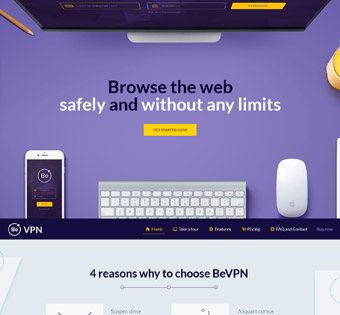 Browse the web
safely and without any limits
GET STARTED NOW
Be
Be VPN
Home
Take a tour
Features
Pricing
FAQ and Contact
Buy now
4 reasons why to choose BeVPN
Suspen disse
Aliquam cursus